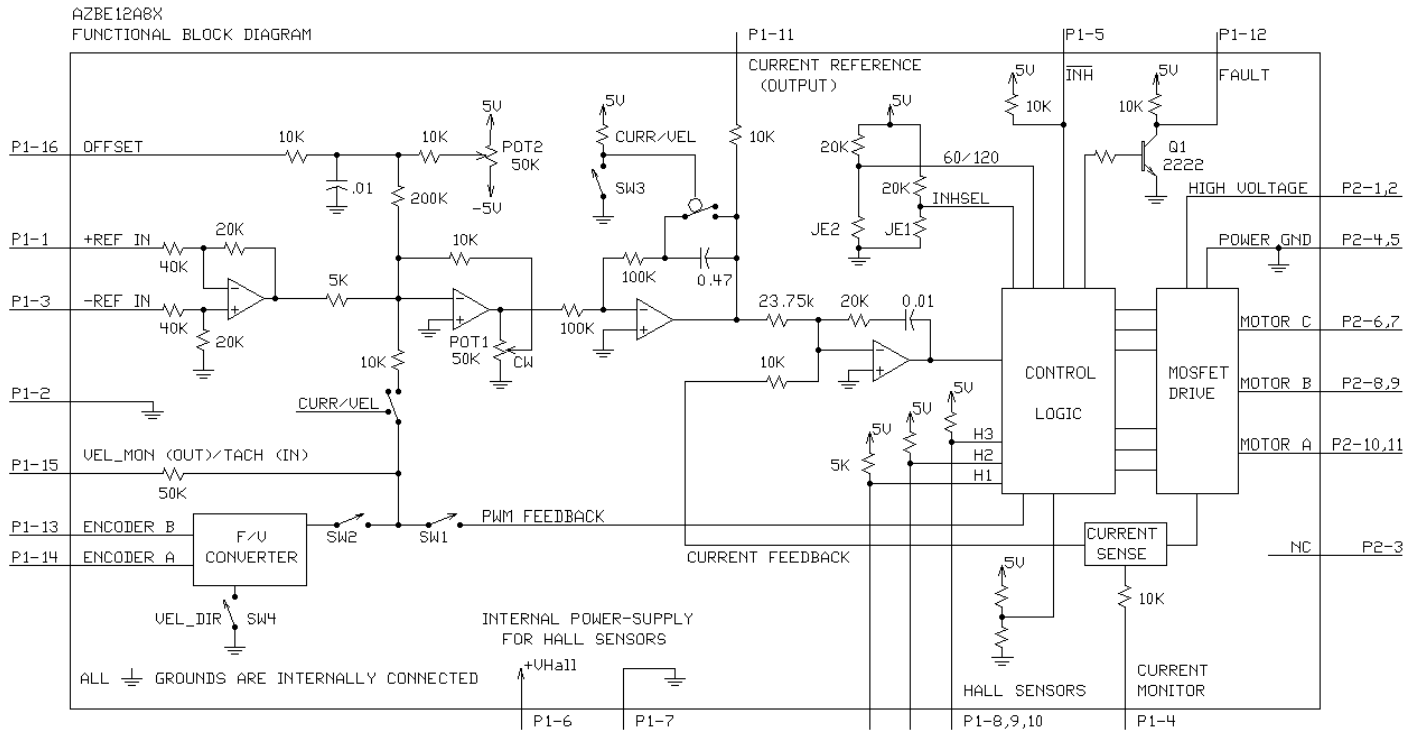 AZBE12A8X
FUNCTIONAL BLOCK DIAGRAM
P1-11
P1-5
P1-12
CURRENT REFERENCE
(OUTPUT)
5V
INH
5V
FAULT
10K
10K
5V
5V
5V
P1-16
OFFSET
10K
10K
POT2
50K
CURR/VEL
10K
20K
60/120
Q1
2222
.01
200K
-5V
SW3
20K
INHSEL
HIGH VOLTAGE
P2-1,2
P1-1
+REF IN
20K
40K
10K
JE2
JE1
POWER GND
P2-4,5
5K
100K
0.47
P1-3
-REF IN
40K
20K
100K
23.75k
20K
0.01
MOTOR C
P2-6,7
POT1
50K
CW
10K
10K
CONTROL
LOGIC
MOSFET
DRIVE
MOTOR B
P2-8,9
P1-2
CURR/VEL
5V
5V
5V
H3
H2
H1
5K
MOTOR A
P2-10,11
P1-15
VEL_MON (OUT)/TACH (IN)
50K
P1-13
ENCODER B
F/V
CONVERTER
SW2
SW1
PWM FEEDBACK
P1-14
ENCODER A
CURRENT FEEDBACK
CURRENT
SENSE
NC
P2-3
5V
10K
VEL_DIR
SW4
INTERNAL POWER-SUPPLY
FOR HALL SENSORS
+VHall
ALL GROUNDS ARE INTERNALLY CONNECTED
HALL SENSORS
CURRENT
MONITOR
P1-6
P1-7
P1-8,9,10
P1-4